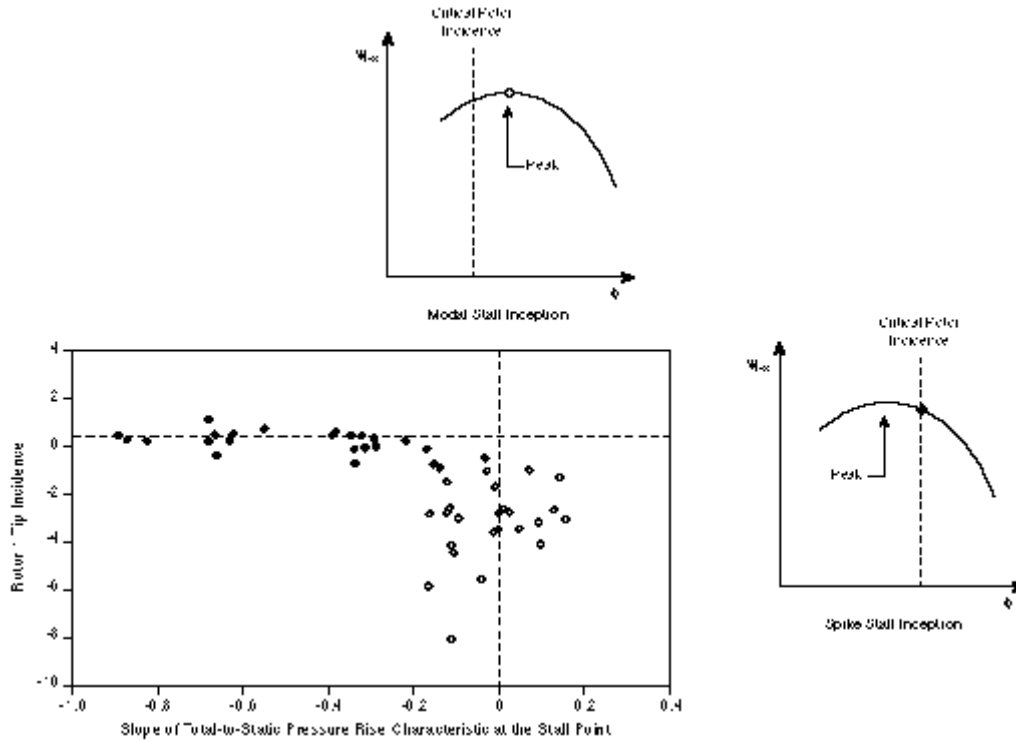 Critical Rotor
Incidence
Peak
Modal Stall Inception
Critical Rotor
Incidence
Peak
Spike Stall Inception
4
2
0
-2
-4
-6
-8
-10
Rotor Tip Incidence
-1.0 -0.8 -0.6 -0.4 -0.2 0 0.2 0.4
Slope of Total-to-Static Pressure Rise Characteristic at the Stall Point